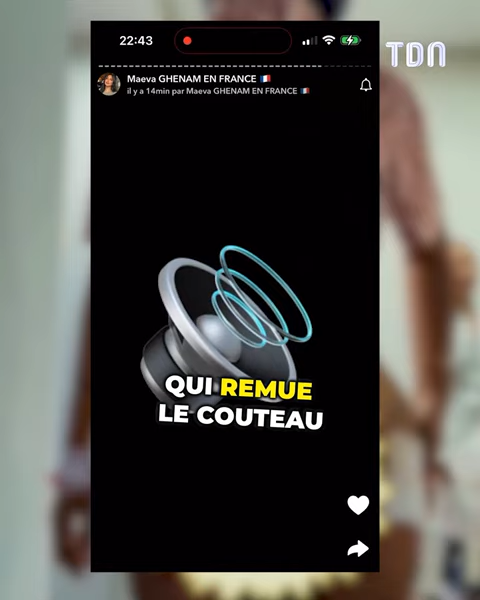 22:43
TDN
Maeva GHENAM EN FRANCE 🇫🇷
il y a 14min par Maeva GHENAM EN FRANCE 🇫🇷
QUI REMUE
LE COUTEAU